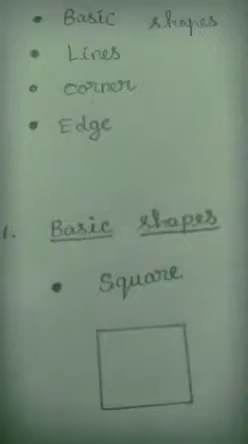 • Basic shapes
• Lines
• corner
• Edge
1. Basic shapes
• Square